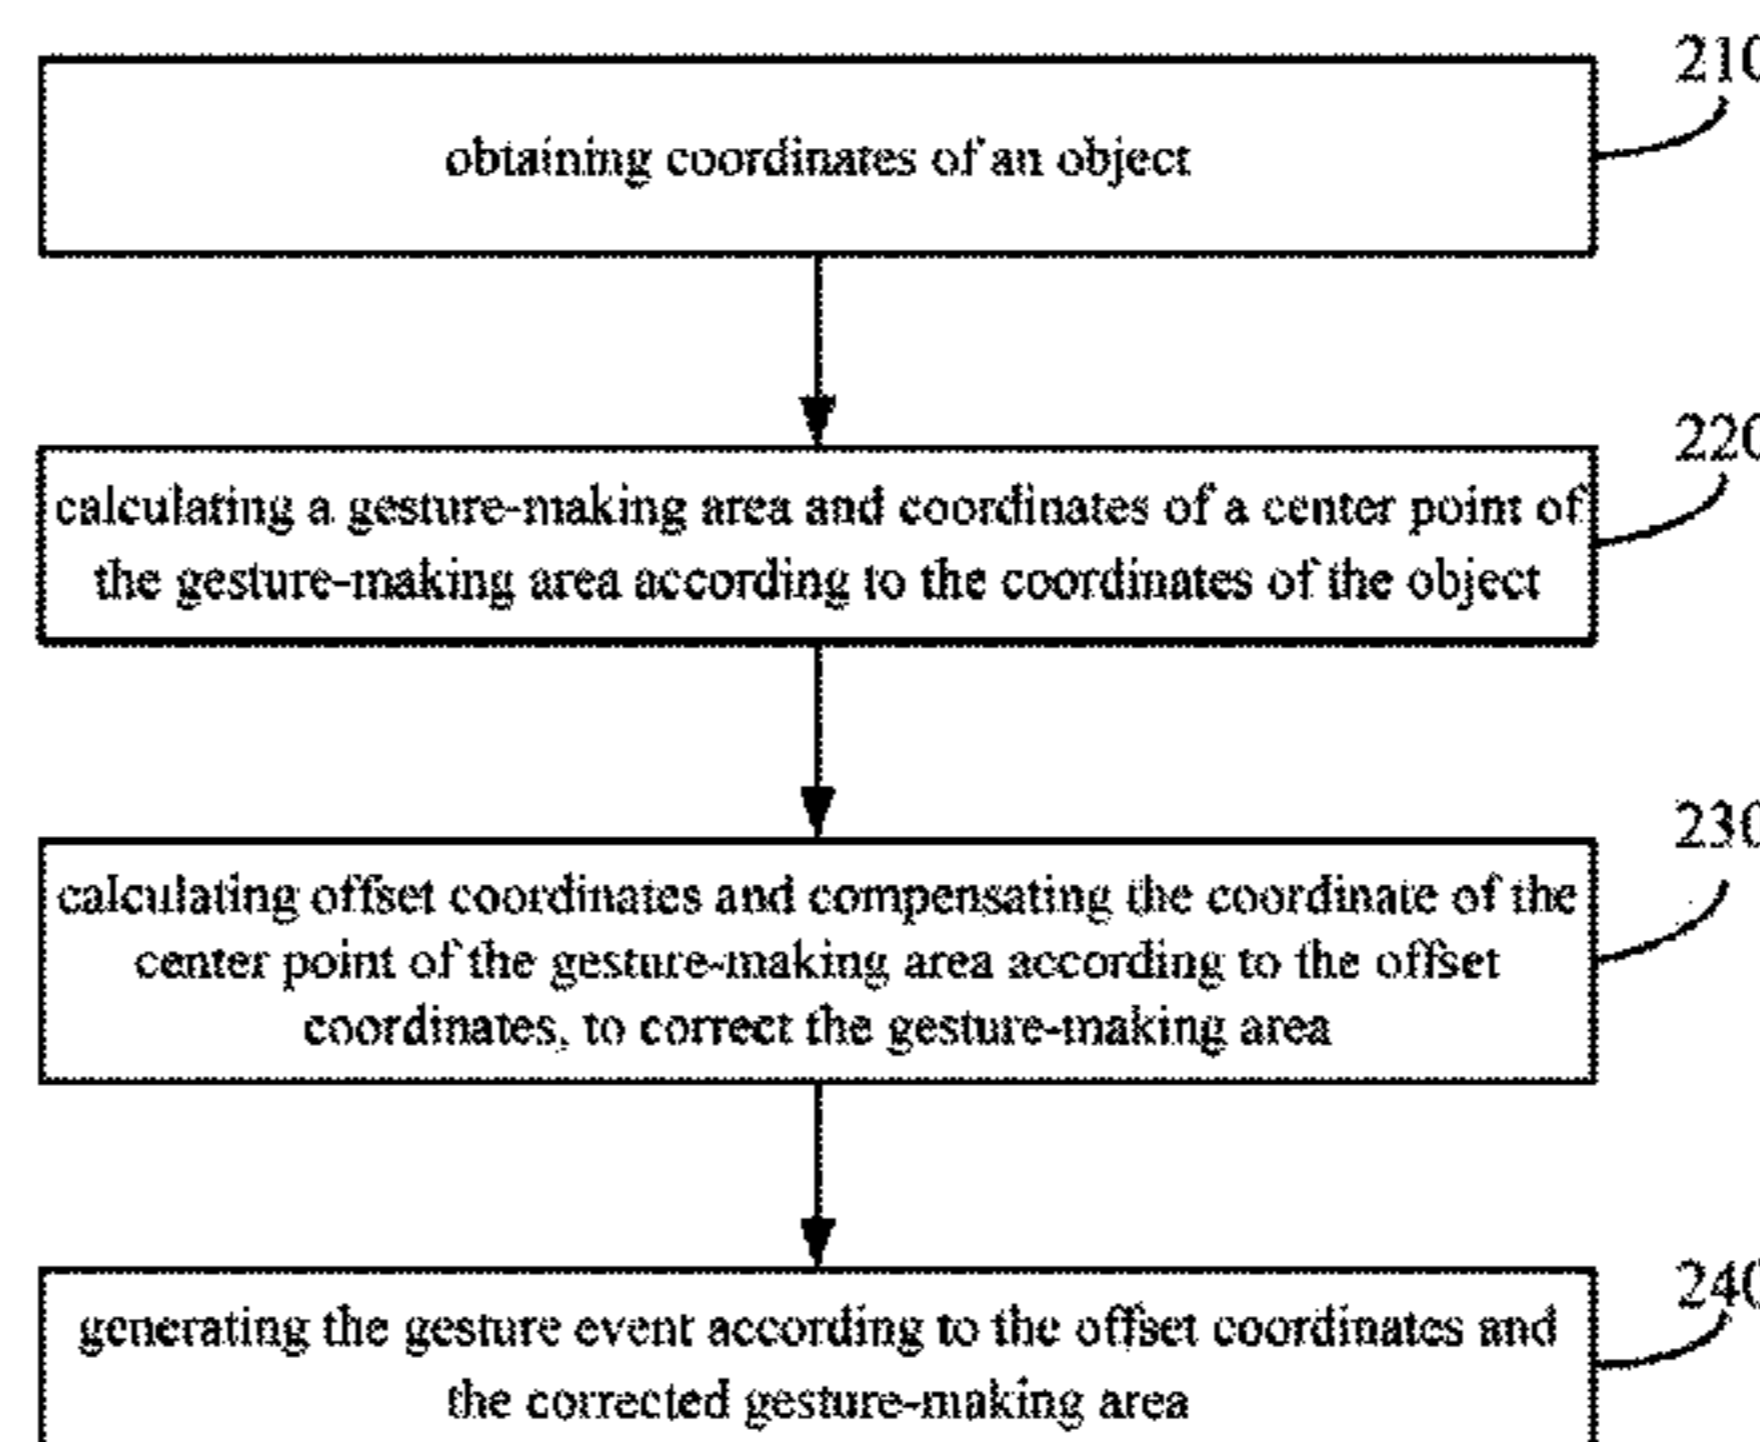 210
obtaining coordinates of an object
220
calculating a gesture-making area and coordinates of a center point of
the gesture-making area according to the coordinates of the object
230
calculating offset coordinates and compensating the coordinate of the
center point of the gesture-making area according to the offset
coordinates, to correct the gesture-making area
240
generating the gesture event according to the offset coordinates and
the corrected gesture-making area